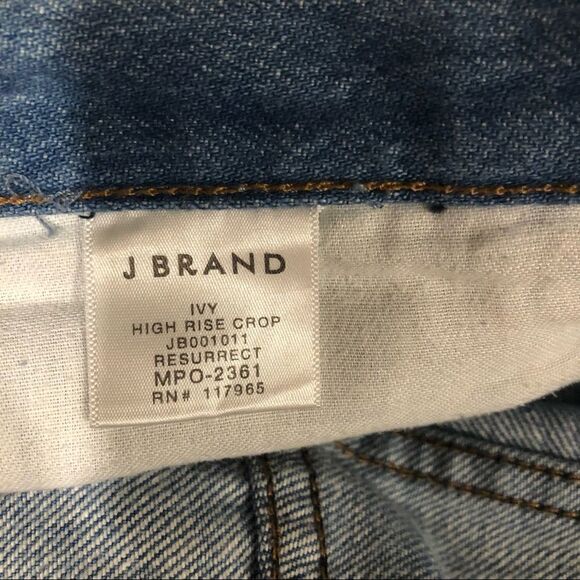 J BRAND
IVY
HIGH RISE CROP
JB001011
RESURRECT
MPO-2361
RN# 117965